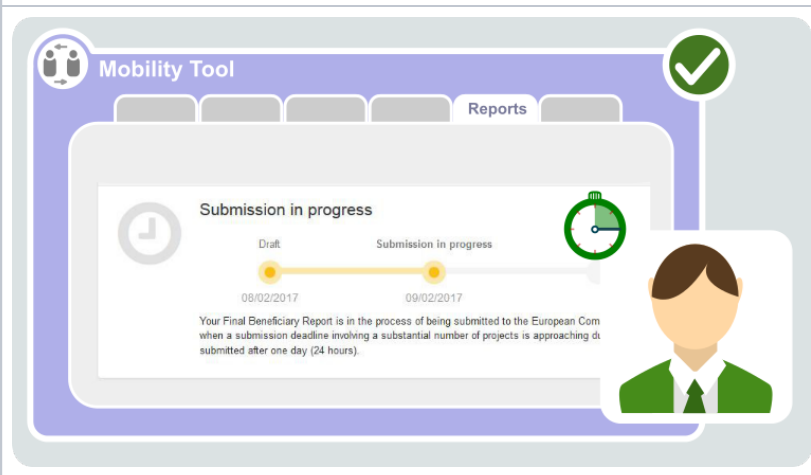 Mobility Tool
Reports
Submission in progress
Draft Submission in progress
08/02/2017 09/02/2017
Your Final Beneficiary Report is in the process of being submitted to the European Com
when a submission deadline involving a substantial number of projects is approaching du
submitted after one day (24 hours).